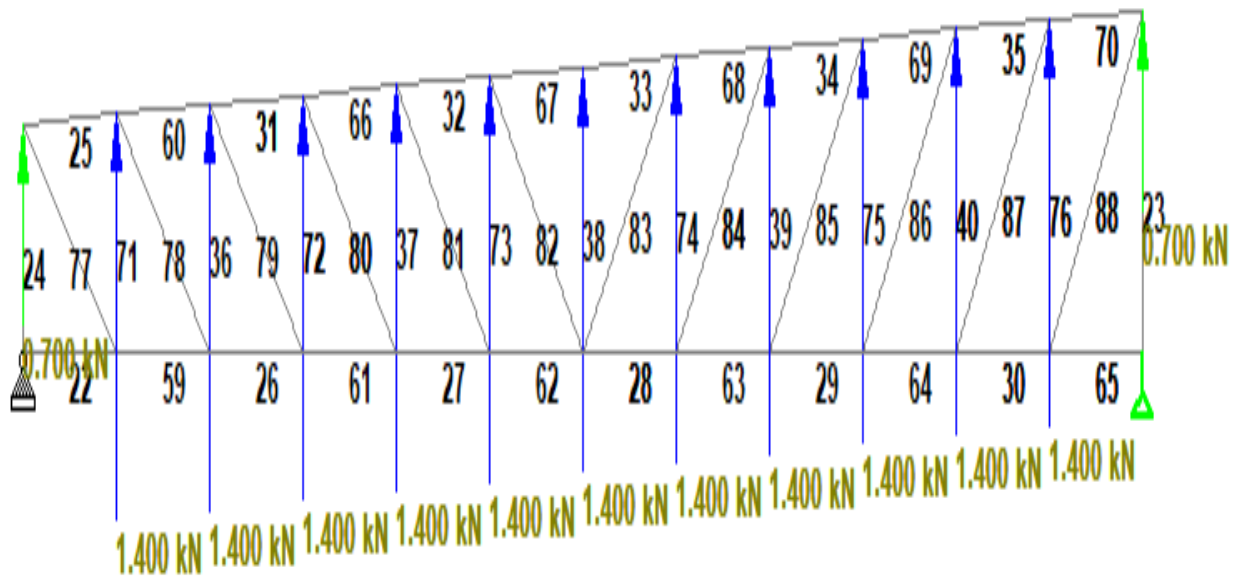 25 60 31 66 32 67 33 68 34 69 35 70
24 77 71 78 36 79 72 80 37 81 73 82 38 83 74 84 39 85 75 86 40 87 76 88 23
0.700 kN
0.700 kN
22 59 26 61 27 62 28 63 29 64 30 65
1.400 kN 1.400 kN 1.400 kN 1.400 kN 1.400 kN 1.400 kN 1.400 kN 1.400 kN 1.400 kN 1.400 kN 1.400 kN